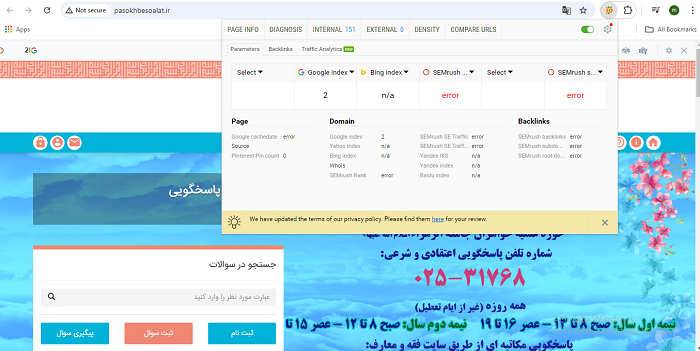 Not secure pasokhbesoalat.ir
Apps
All Bookmarks
PAGE INFO DIAGNOSIS INTERNAL 151 EXTERNAL 0 DENSITY COMPARE URLS
Parameters Backlinks Traffic Analytics
Select Google index Bing index SEMrush ... Select SEMrush s...
2 n/a error error
Page Domain Backlinks
Google cachedate error Google index 2 SEMrush SE Traffic error SEMrush backlinks error
Source Yahoo index n/a SEMrush SE Traff... error SEMrush subdo... error
Pinterest Pin count 0 Bing index n/a Yandex IKS n/a SEMrush root do... error
Whois Yandex index n/a
SEMrush Rank error Baidu index n/a
We have updated the terms of our privacy policy. Please find them here for your review.
پاسخگویی
شماره تلفن پاسخگویی اعتقادی و شرعی:
۰۲۵-۳۱۷۶۸
همه روزه (غیر از ایام تعطیل)
نیمه اول سال: صبح ۸ تا ۱۳ - عصر ۱۶ تا ۱۹ نیمه دوم سال: صبح ۸ تا ۱۲ - عصر ۱۵ تا
پاسخگویی مکاتبه ای از طریق سایت فقه و معارف:
جستجو در سوالات
عبارت مورد نظر را وارد کنید
ثبت نام ثبت سوال پیگیری سوال